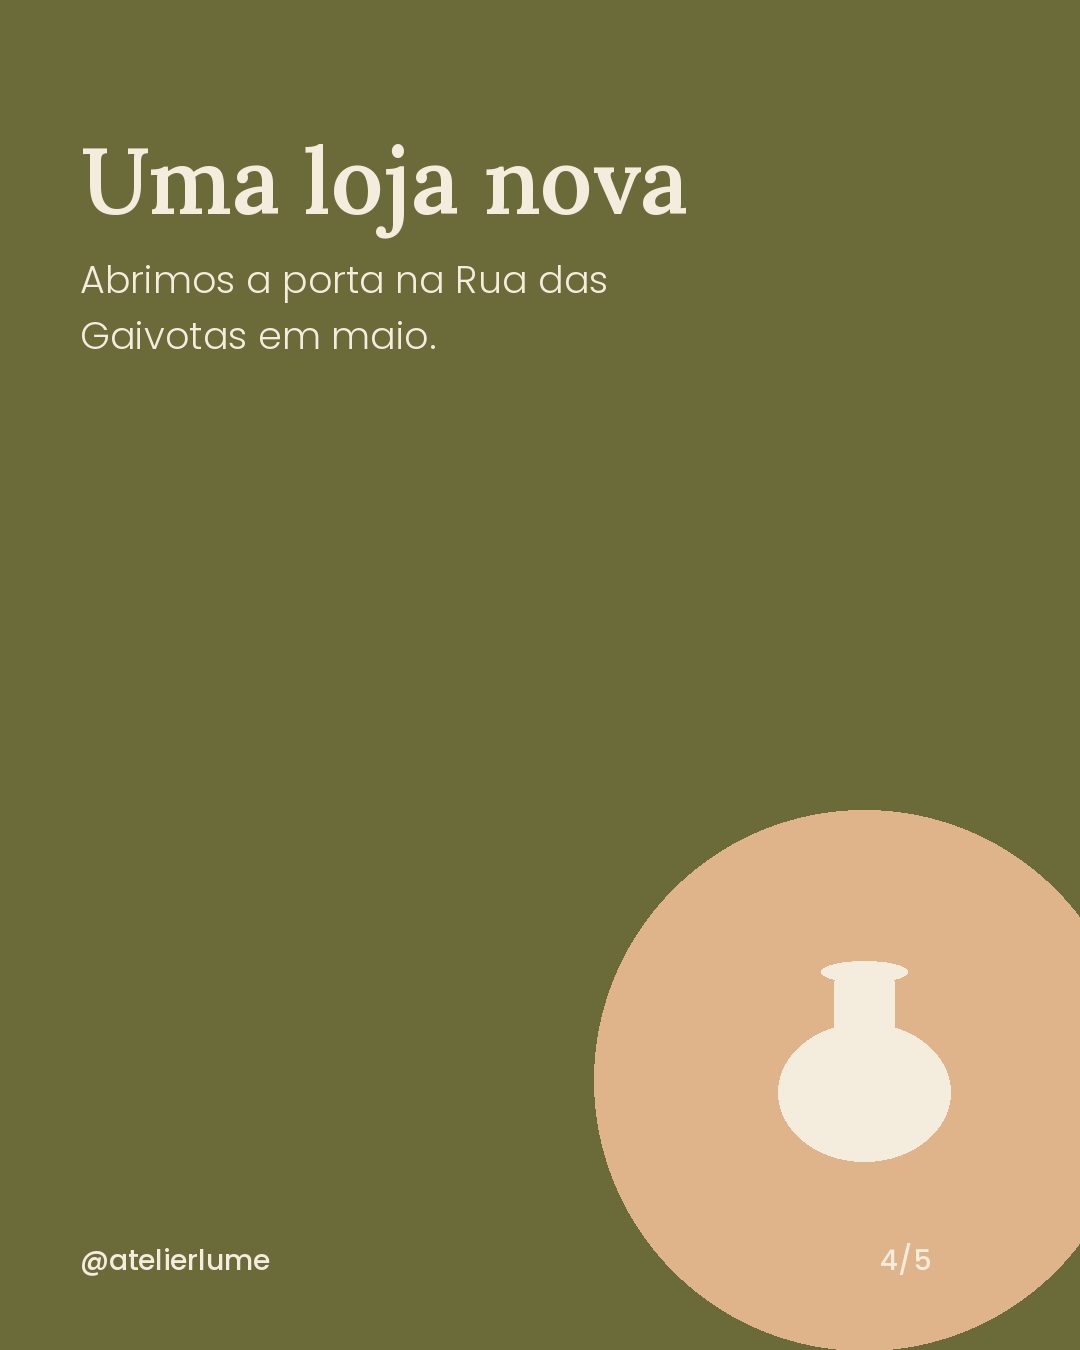 Uma loja nova
Abrimos a porta na Rua das
Gaivotas em maio.
@atelierlume
4/5